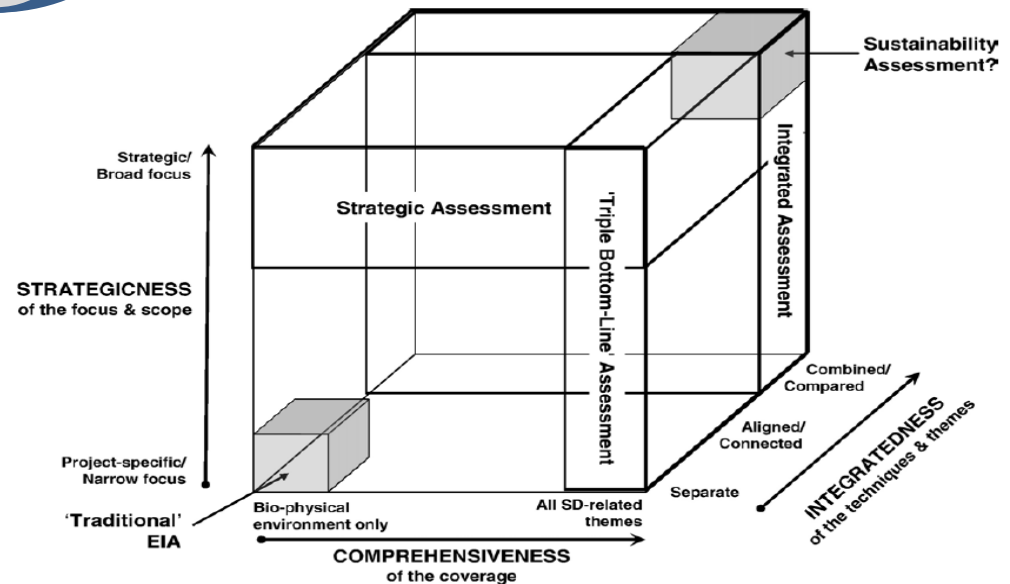 Sustainability
Assessment?
Strategic/
Broad focus
Strategic Assessment
'Triple Bottom-Line' Assessment
Integrated Assessment
STRATEGICNESS
of the focus & scope
Combined/
Compared
Aligned/
Connected
Project-specific/
Narrow focus
Separate
INTEGRATEDNESS
of the techniques & themes
'Traditional'
EIA
Bio-physical
environment only
All SD-related
themes
COMPREHENSIVENESS
of the coverage